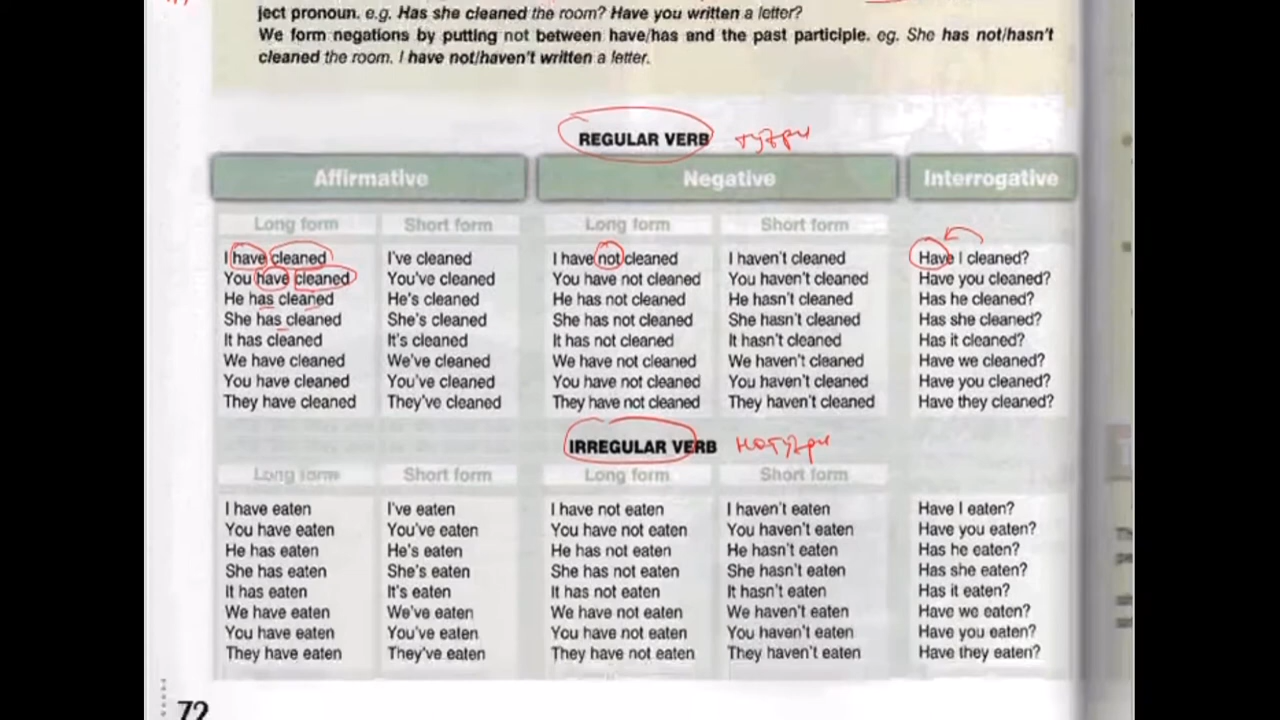 ject pronoun. e.g. Has she cleaned the room? Have you written a letter?
We form negations by putting not between have/has and the past participle. eg. She has not/hasn't
cleaned the room. I have not/haven't written a letter.
REGULAR VERB тузри
Affirmative Negative Interrogative
Long form Short form Long form Short form
I have cleaned I've cleaned I have not cleaned I haven't cleaned Have I cleaned?
You have cleaned You've cleaned You have not cleaned You haven't cleaned Have you cleaned?
He has cleaned He's cleaned He has not cleaned He hasn't cleaned Has he cleaned?
She has cleaned She's cleaned She has not cleaned She hasn't cleaned Has she cleaned?
It has cleaned It's cleaned It has not cleaned It hasn't cleaned Has it cleaned?
We have cleaned We've cleaned We have not cleaned We haven't cleaned Have we cleaned?
You have cleaned You've cleaned You have not cleaned You haven't cleaned Have you cleaned?
They have cleaned They've cleaned They have not cleaned They haven't cleaned Have they cleaned?
IRREGULAR VERB нотузри
Long form Short form Long form Short form
I have eaten I've eaten I have not eaten I haven't eaten Have I eaten?
You have eaten You've eaten You have not eaten You haven't eaten Have you eaten?
He has eaten He's eaten He has not eaten He hasn't eaten Has he eaten?
She has eaten She's eaten She has not eaten She hasn't eaten Has she eaten?
It has eaten It's eaten It has not eaten It hasn't eaten Has it eaten?
We have eaten We've eaten We have not eaten We haven't eaten Have we eaten?
You have eaten You've eaten You have not eaten You haven't eaten Have you eaten?
They have eaten They've eaten They have not eaten They haven't eaten Have they eaten?
72